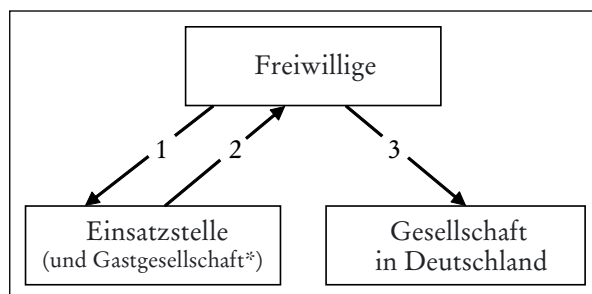 Freiwillige
1
2
3
Einsatzstelle
(und Gastgesellschaft*)
Gesellschaft
in Deutschland